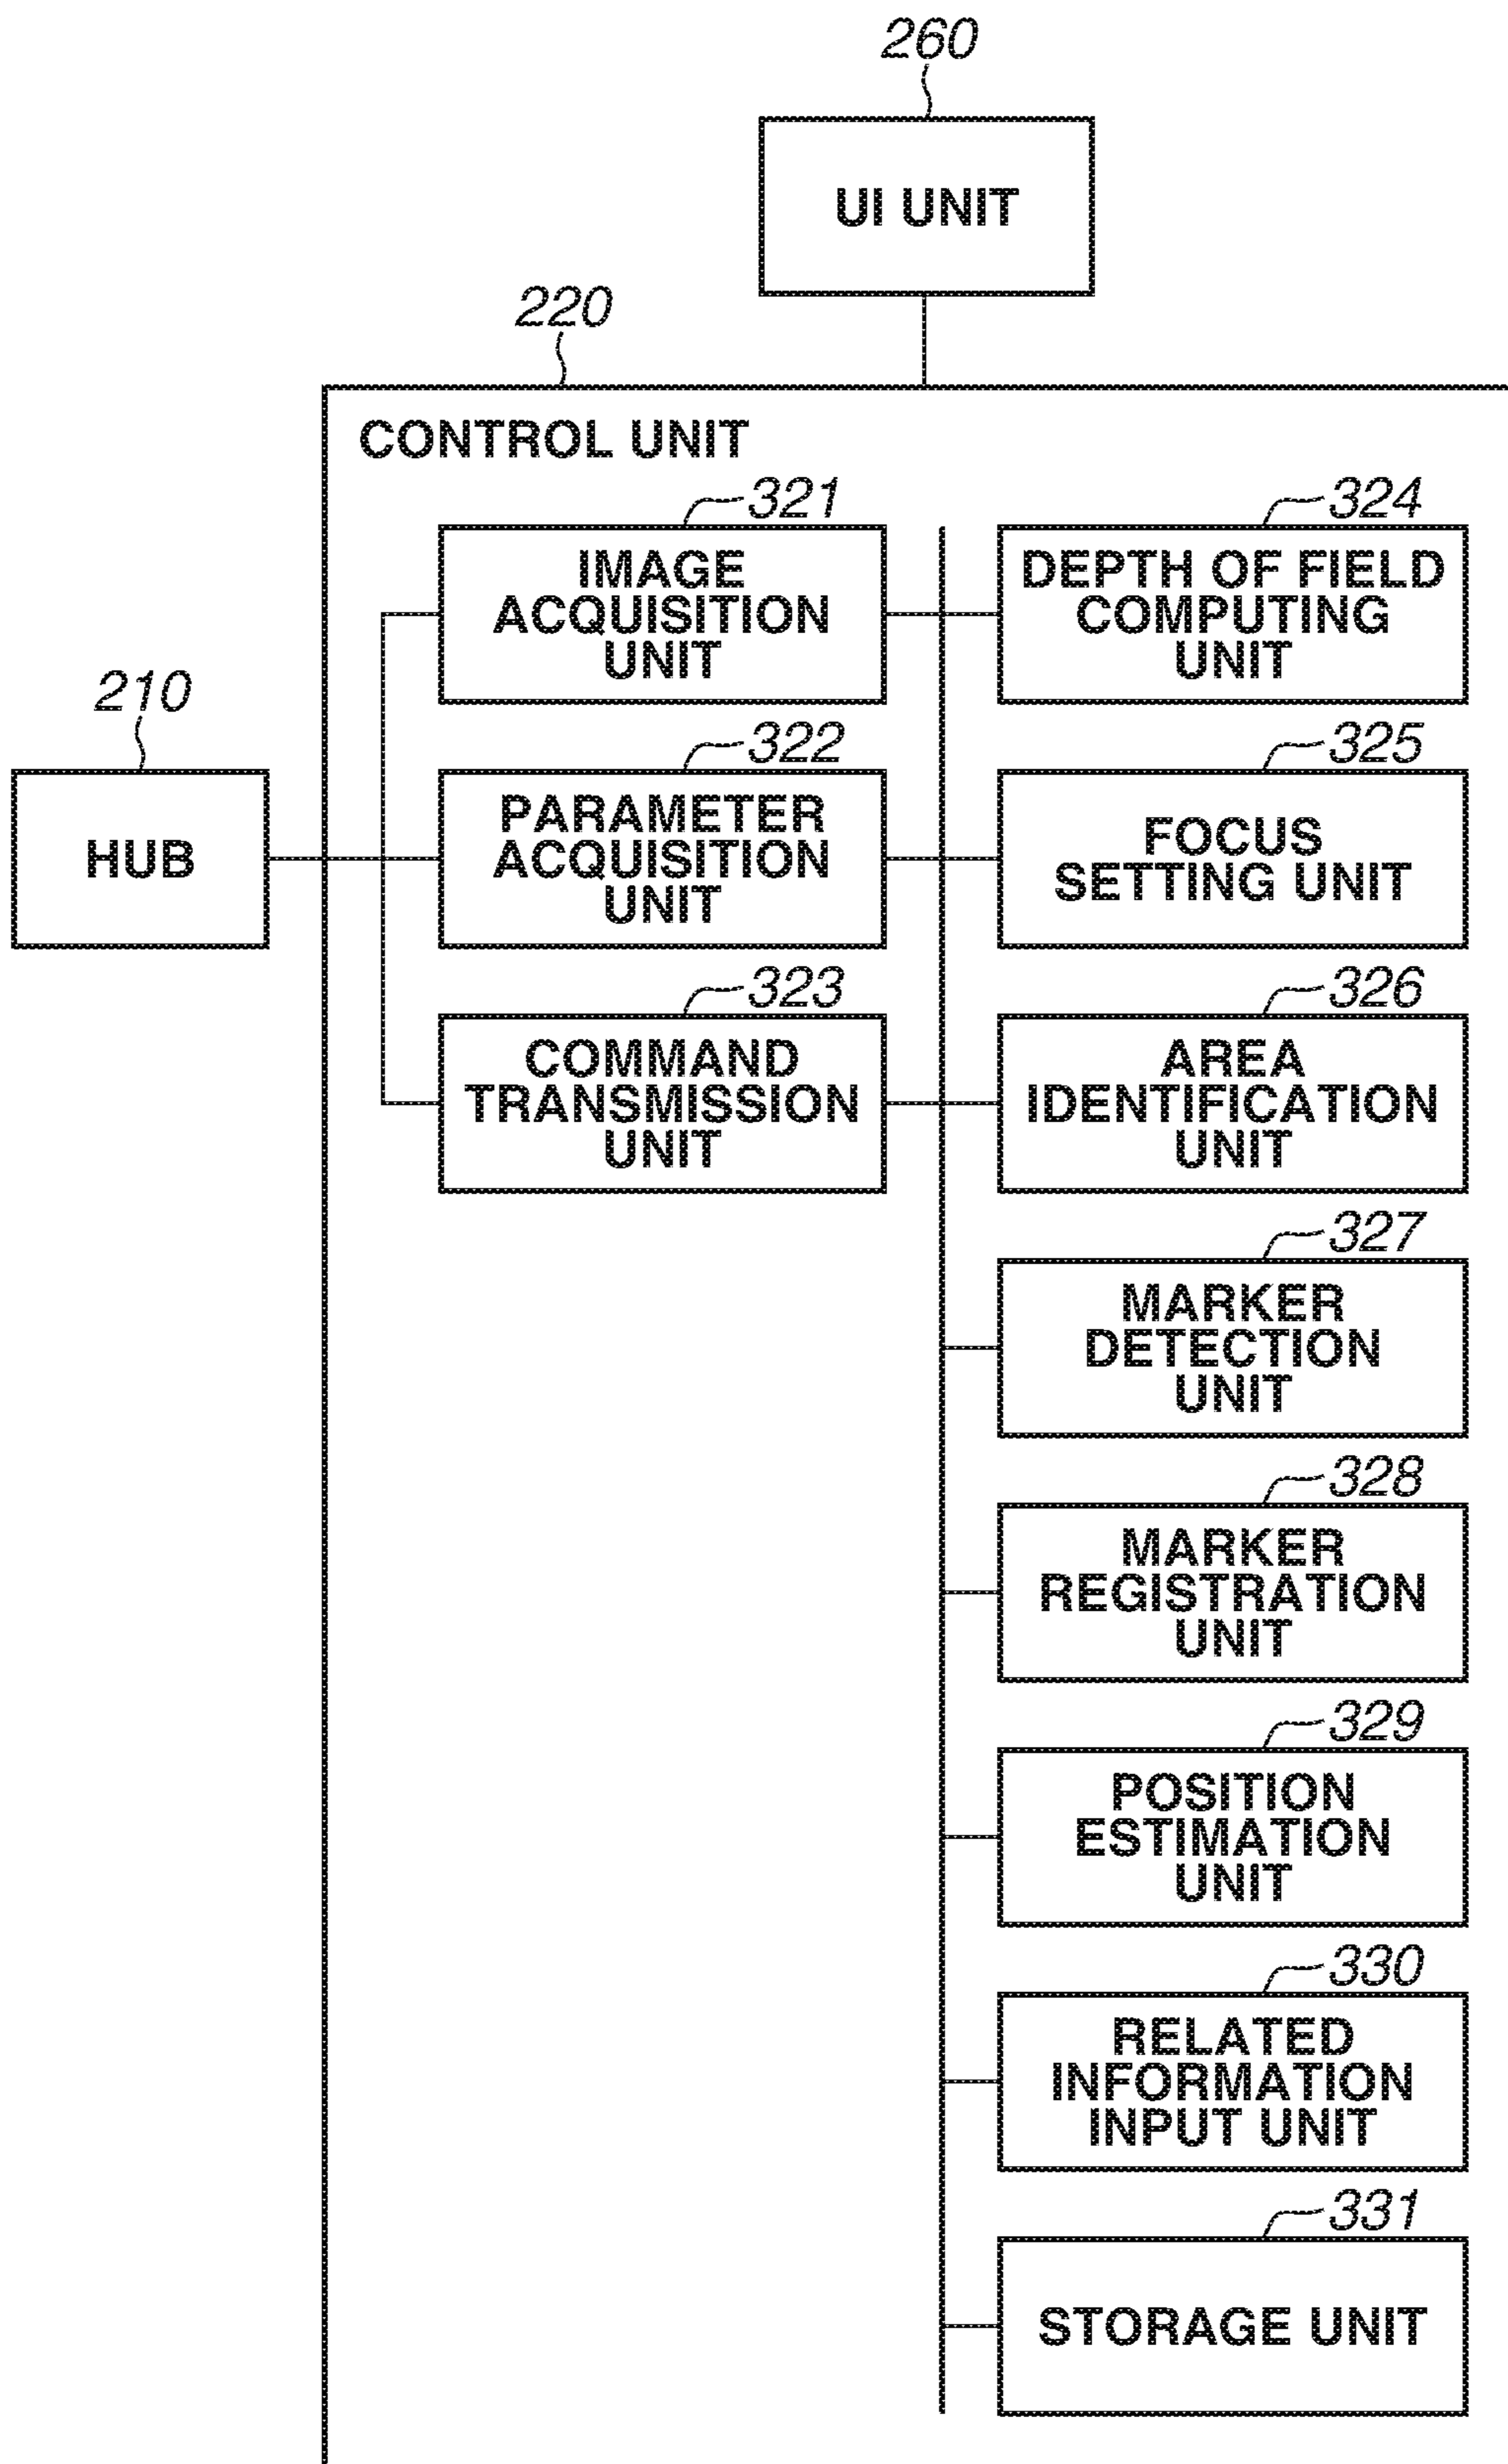 260
UI UNIT
220
CONTROL UNIT
321
IMAGE
ACQUISITION
UNIT
324
DEPTH OF FIELD
COMPUTING
UNIT
210
HUB
322
PARAMETER
ACQUISITION
UNIT
325
FOCUS
SETTING UNIT
323
COMMAND
TRANSMISSION
UNIT
326
AREA
IDENTIFICATION
UNIT
327
MARKER
DETECTION
UNIT
328
MARKER
REGISTRATION
UNIT
329
POSITION
ESTIMATION
UNIT
330
RELATED
INFORMATION
INPUT UNIT
331
STORAGE UNIT